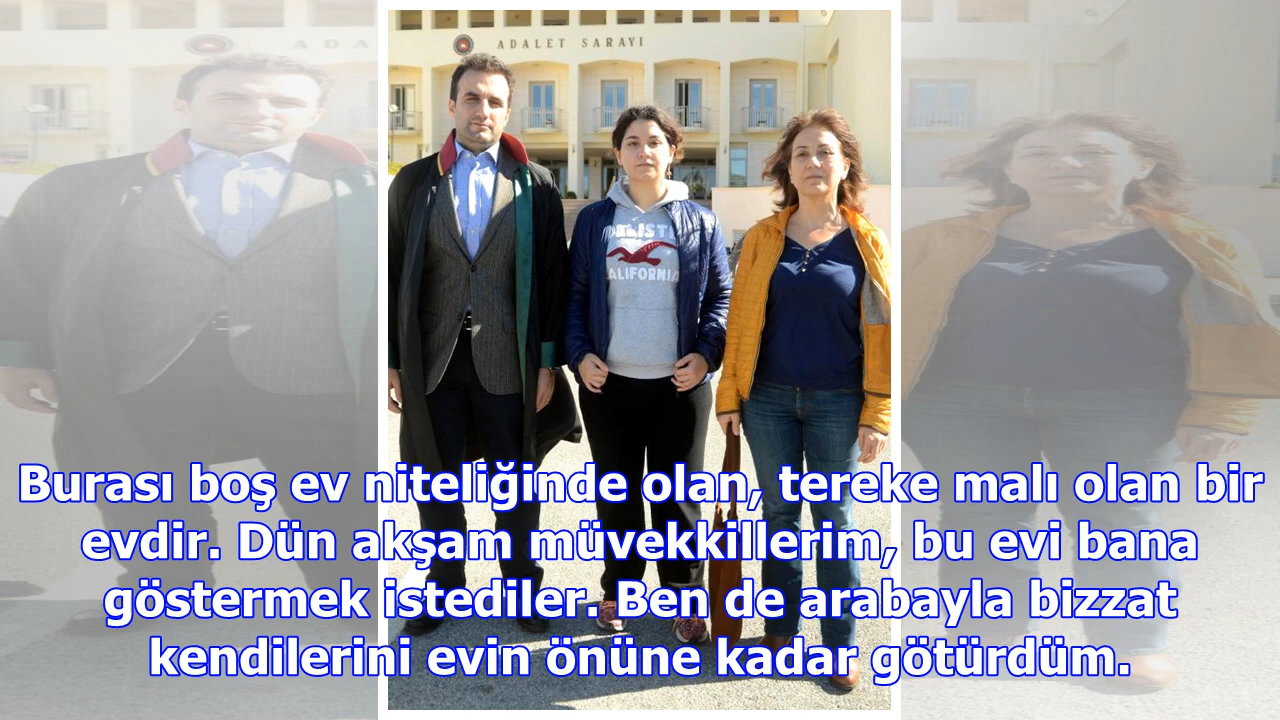 ADALET SARAYI
HOLLISTER
CALIFORNIA
Burası boş ev niteliğinde olan, tereke malı olan bir
evdir. Dün akşam müvekkillerim, bu evi bana
göstermek istediler. Ben de arabayla bizzat
kendilerini evin önüne kadar götürdüm.